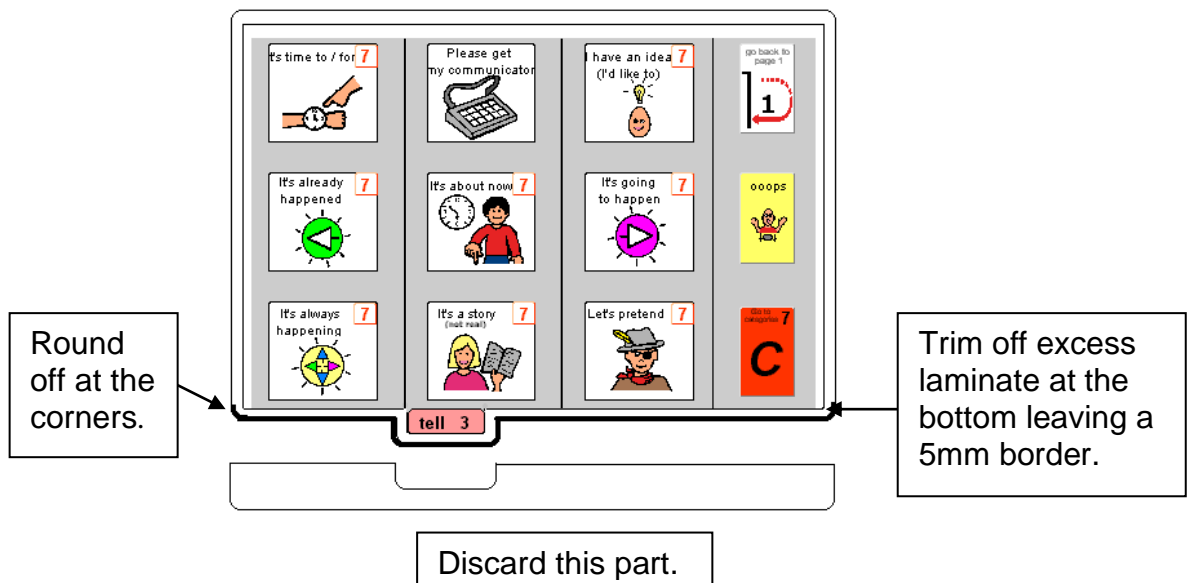 It's time to / for 7
Please get
my communicator
I have an idea 7
(I'd like to)
go back to
page 1
1
It's already 7
happened
It's about now 7
It's going 7
to happen
ooops
It's always 7
happening
It's a story 7
(not real)
Let's pretend 7
Go to
categories 7
C
tell 3
Round
off at the
corners.
Trim off excess
laminate at the
bottom leaving a
5mm border.
Discard this part.